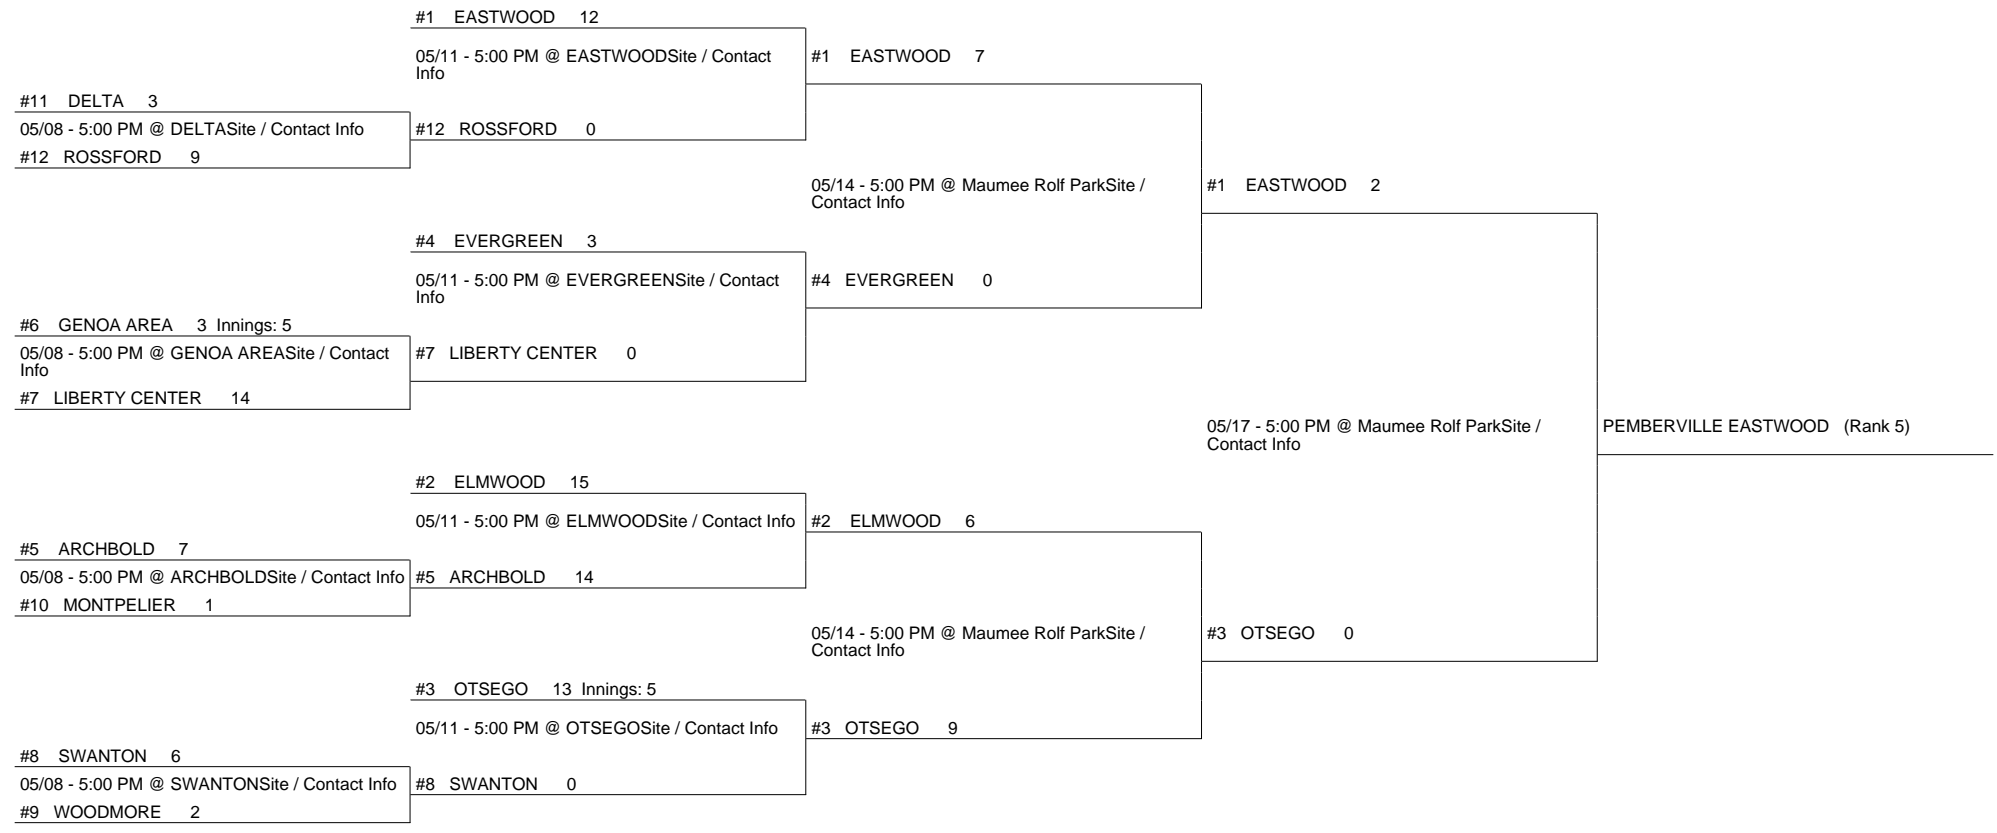 #1 EASTWOOD 12
05/11 - 5:00 PM @ EASTWOODSite / Contact
Info
#1 EASTWOOD 7
#11 DELTA 3
05/08 - 5:00 PM @ DELTASite / Contact Info
#12 ROSSFORD 0
#12 ROSSFORD 9
05/14 - 5:00 PM @ Maumee Rolf ParkSite /
Contact Info
#1 EASTWOOD 2
#4 EVERGREEN 3
05/11 - 5:00 PM @ EVERGREENSite / Contact
Info
#4 EVERGREEN 0
#6 GENOA AREA 3 Innings: 5
05/08 - 5:00 PM @ GENOA AREASite / Contact
Info
#7 LIBERTY CENTER 0
#7 LIBERTY CENTER 14
05/17 - 5:00 PM @ Maumee Rolf ParkSite /
Contact Info
PEMBERVILLE EASTWOOD (Rank 5)
#2 ELMWOOD 15
05/11 - 5:00 PM @ ELMWOODSite / Contact Info
#2 ELMWOOD 6
#5 ARCHBOLD 7
05/08 - 5:00 PM @ ARCHBOLDSite / Contact Info
#5 ARCHBOLD 14
#10 MONTPELIER 1
05/14 - 5:00 PM @ Maumee Rolf ParkSite /
Contact Info
#3 OTSEGO 0
#3 OTSEGO 13 Innings: 5
05/11 - 5:00 PM @ OTSEGOSite / Contact Info
#3 OTSEGO 9
#8 SWANTON 6
05/08 - 5:00 PM @ SWANTONSite / Contact Info
#8 SWANTON 0
#9 WOODMORE 2